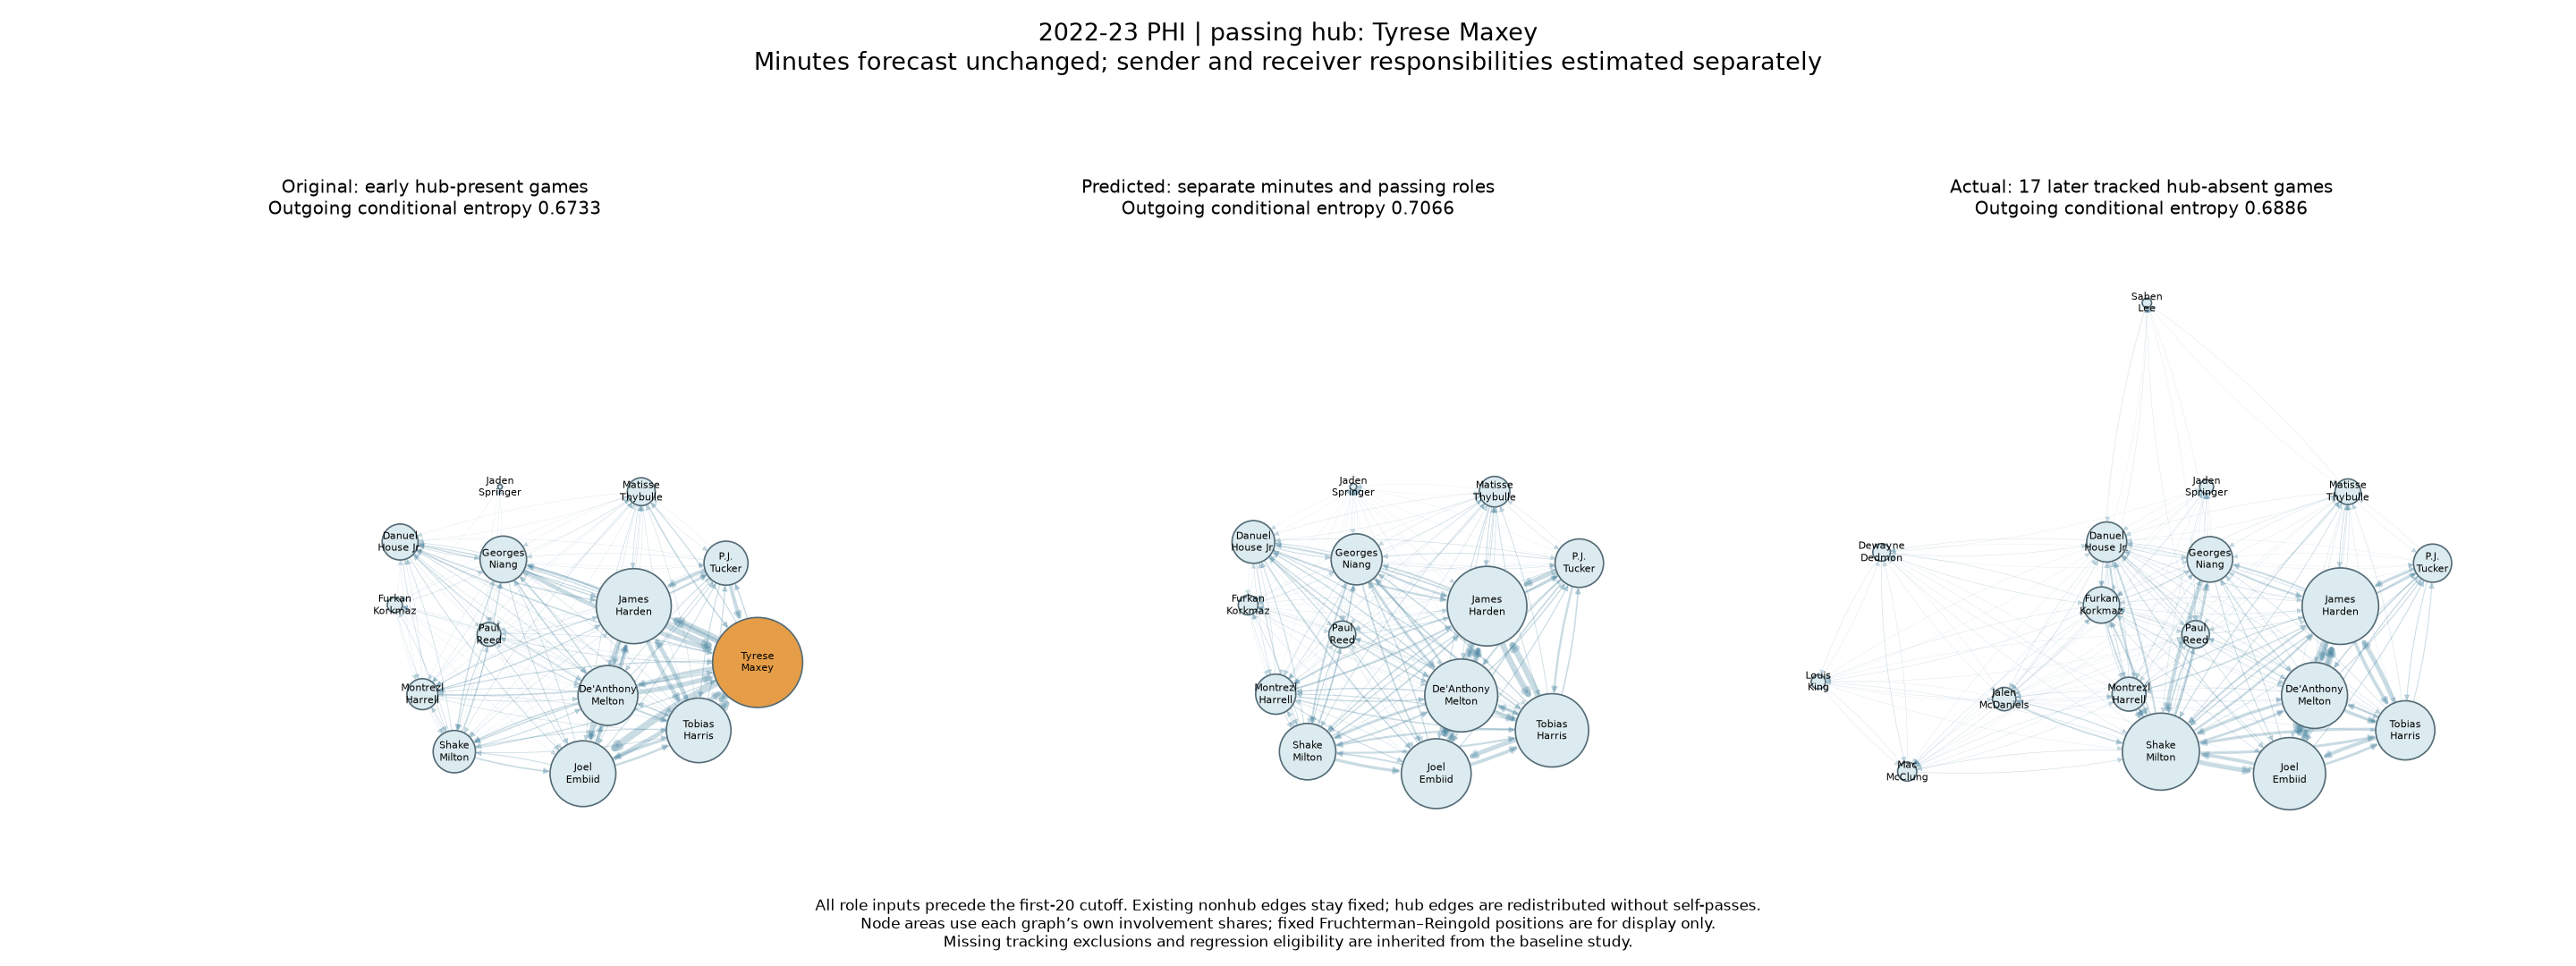 2022-23 PHI | passing hub: Tyrese Maxey
Minutes forecast unchanged; sender and receiver responsibilities estimated separately
Original: early hub-present games
Outgoing conditional entropy 0.6733
Jaden
Springer
Matisse
Thybulle
Danuel
House Jr.
Georges
Niang
P.J.
Tucker
James
Harden
Furkan
Korkmaz
Paul
Reed
Tyrese
Maxey
Montrezl
Harrell
De'Anthony
Melton
Tobias
Harris
Shake
Milton
Joel
Embiid
Predicted: separate minutes and passing roles
Outgoing conditional entropy 0.7066
Jaden
Springer
Matisse
Thybulle
Danuel
House Jr.
Georges
Niang
P.J.
Tucker
James
Harden
Furkan
Korkmaz
Paul
Reed
Montrezl
Harrell
De'Anthony
Melton
Tobias
Harris
Shake
Milton
Joel
Embiid
Actual: 17 later tracked hub-absent games
Outgoing conditional entropy 0.6886
Saben
Lee
Jaden
Springer
Matisse
Thybulle
Dewayne
Dedmon
Danuel
House Jr.
Georges
Niang
P.J.
Tucker
Furkan
Korkmaz
James
Harden
Paul
Reed
Louis
King
Jalen
McDaniels
Montrezl
Harrell
De'Anthony
Melton
Tobias
Harris
Mac
McClung
Shake
Milton
Joel
Embiid
All role inputs precede the first-20 cutoff. Existing nonhub edges stay fixed; hub edges are redistributed without self-passes.
Node areas use each graph’s own involvement shares; fixed Fruchterman–Reingold positions are for display only.
Missing tracking exclusions and regression eligibility are inherited from the baseline study.